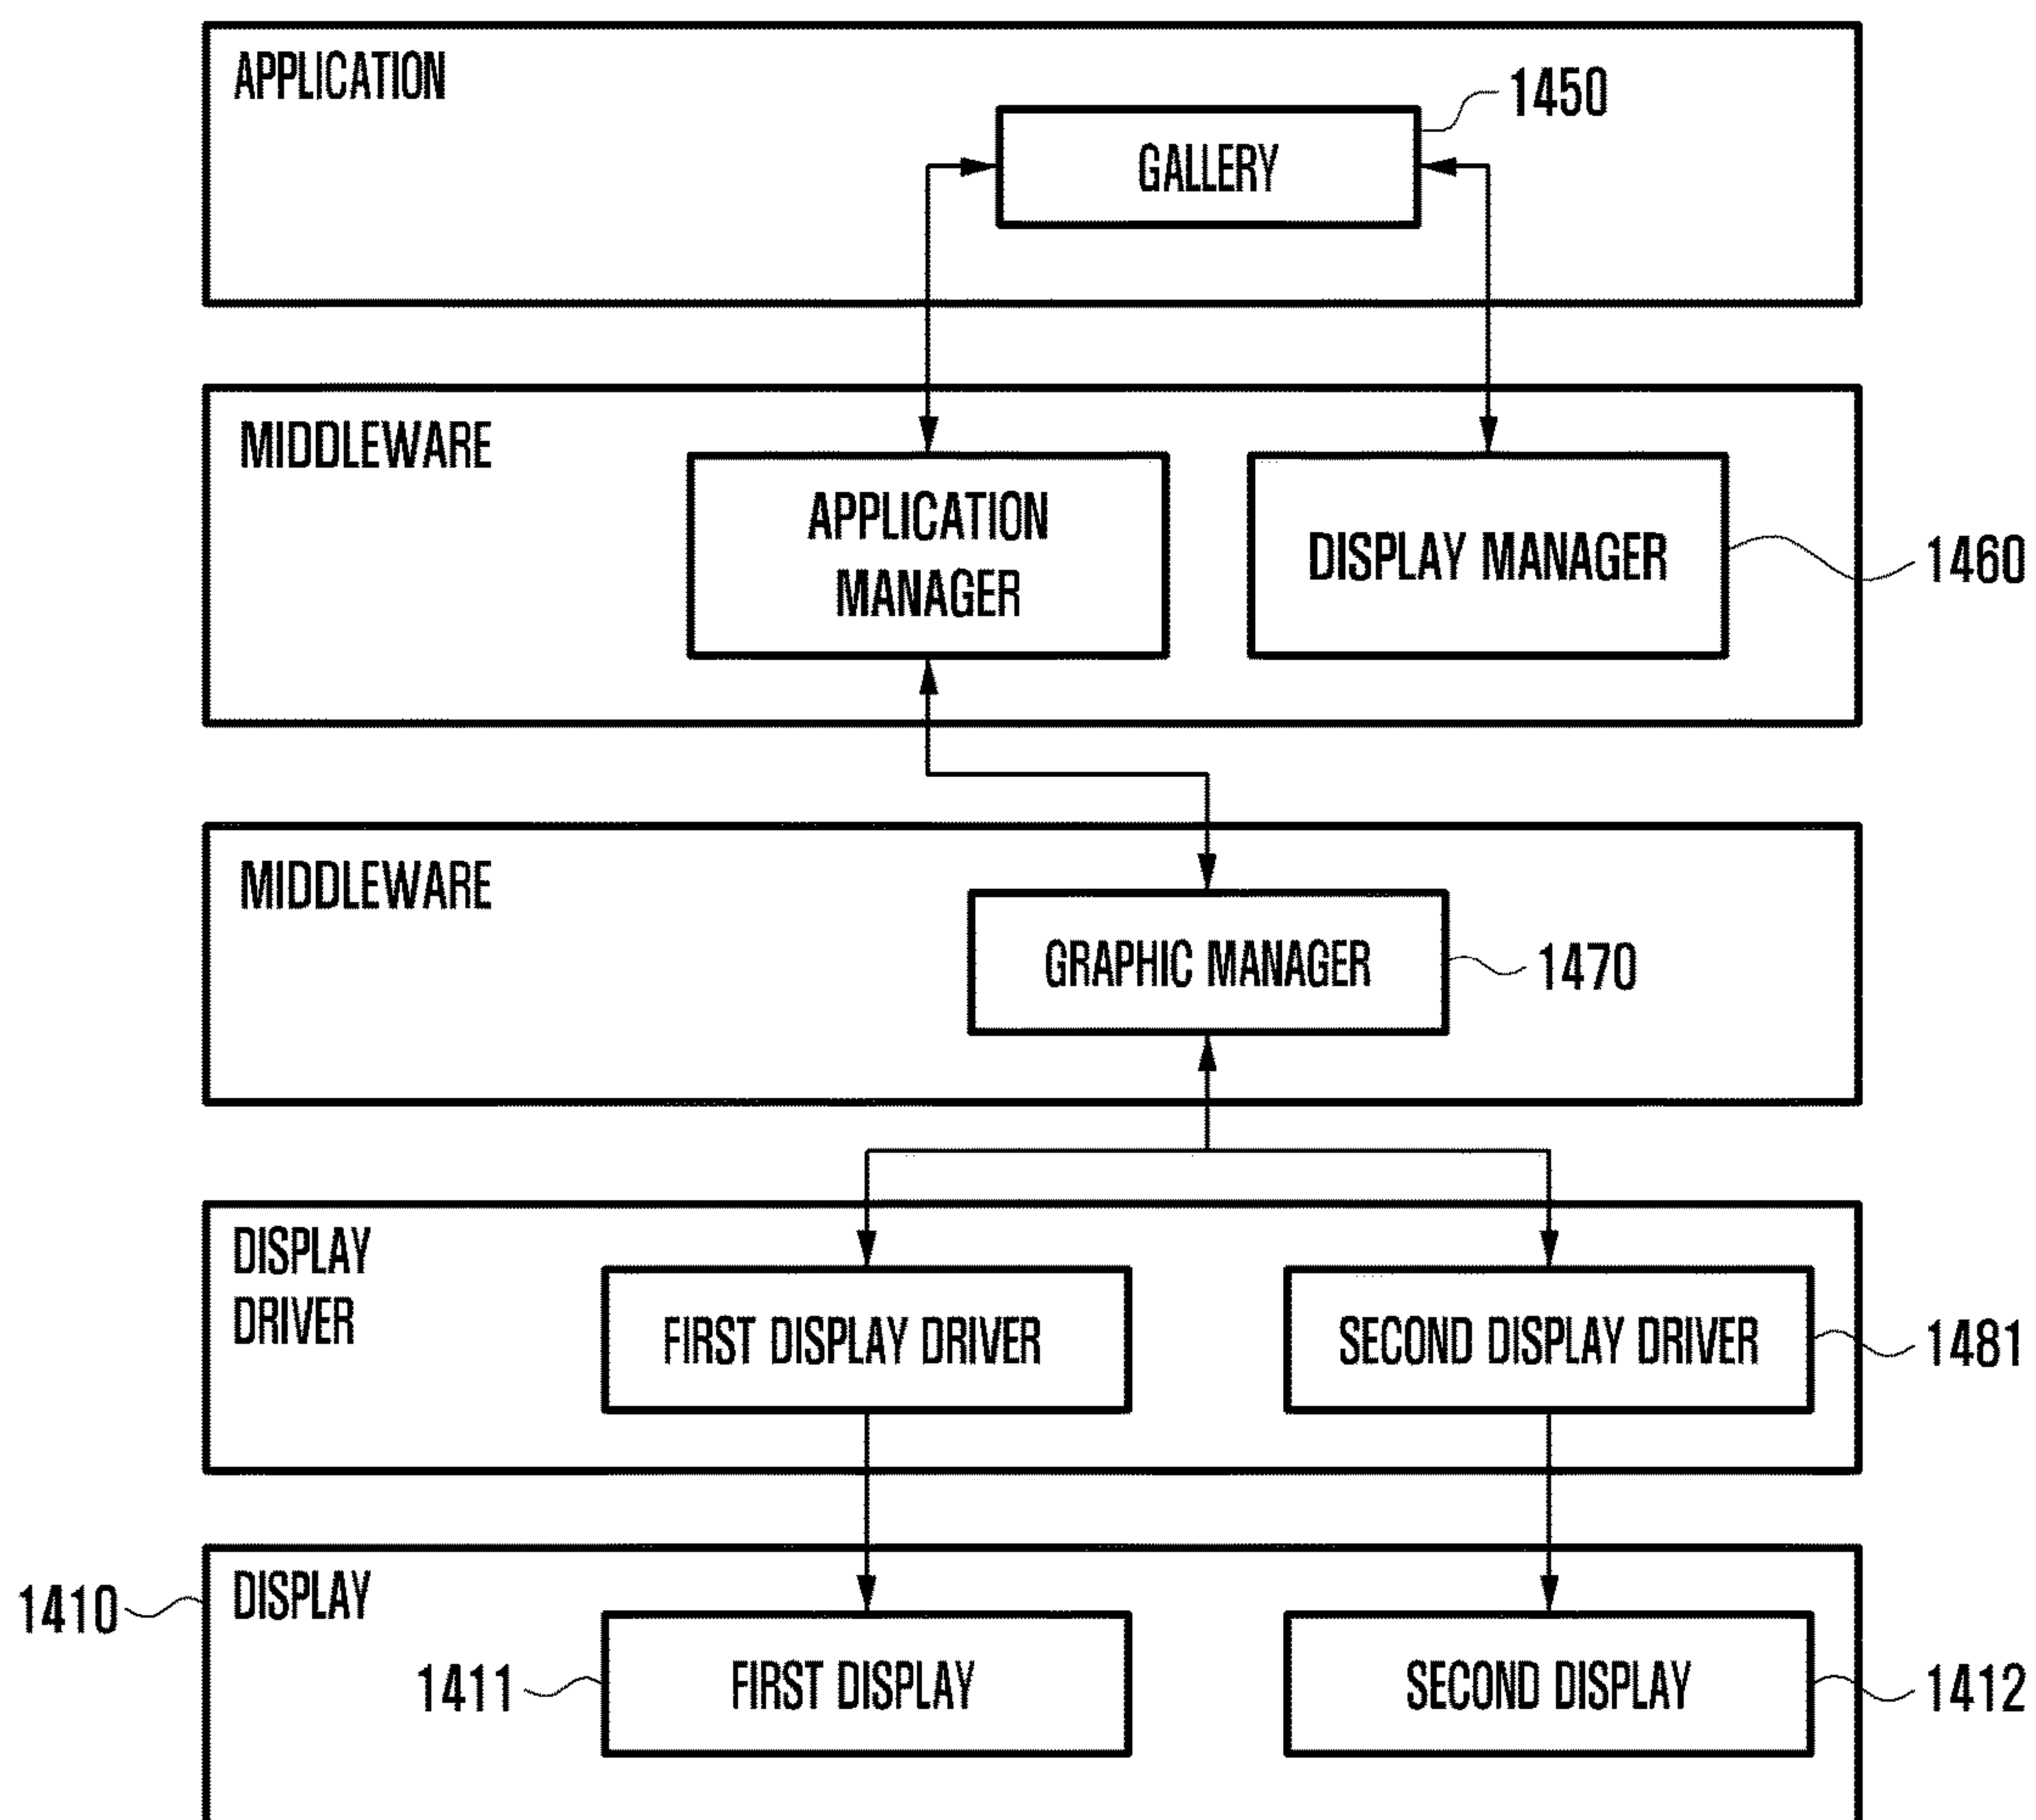 APPLICATION
1450
GALLERY
MIDDLEWARE
APPLICATION
MANAGER
DISPLAY MANAGER
1460
MIDDLEWARE
GRAPHIC MANAGER
1470
DISPLAY
DRIVER
FIRST DISPLAY DRIVER
SECOND DISPLAY DRIVER
1481
1410
DISPLAY
1411
FIRST DISPLAY
SECOND DISPLAY
1412